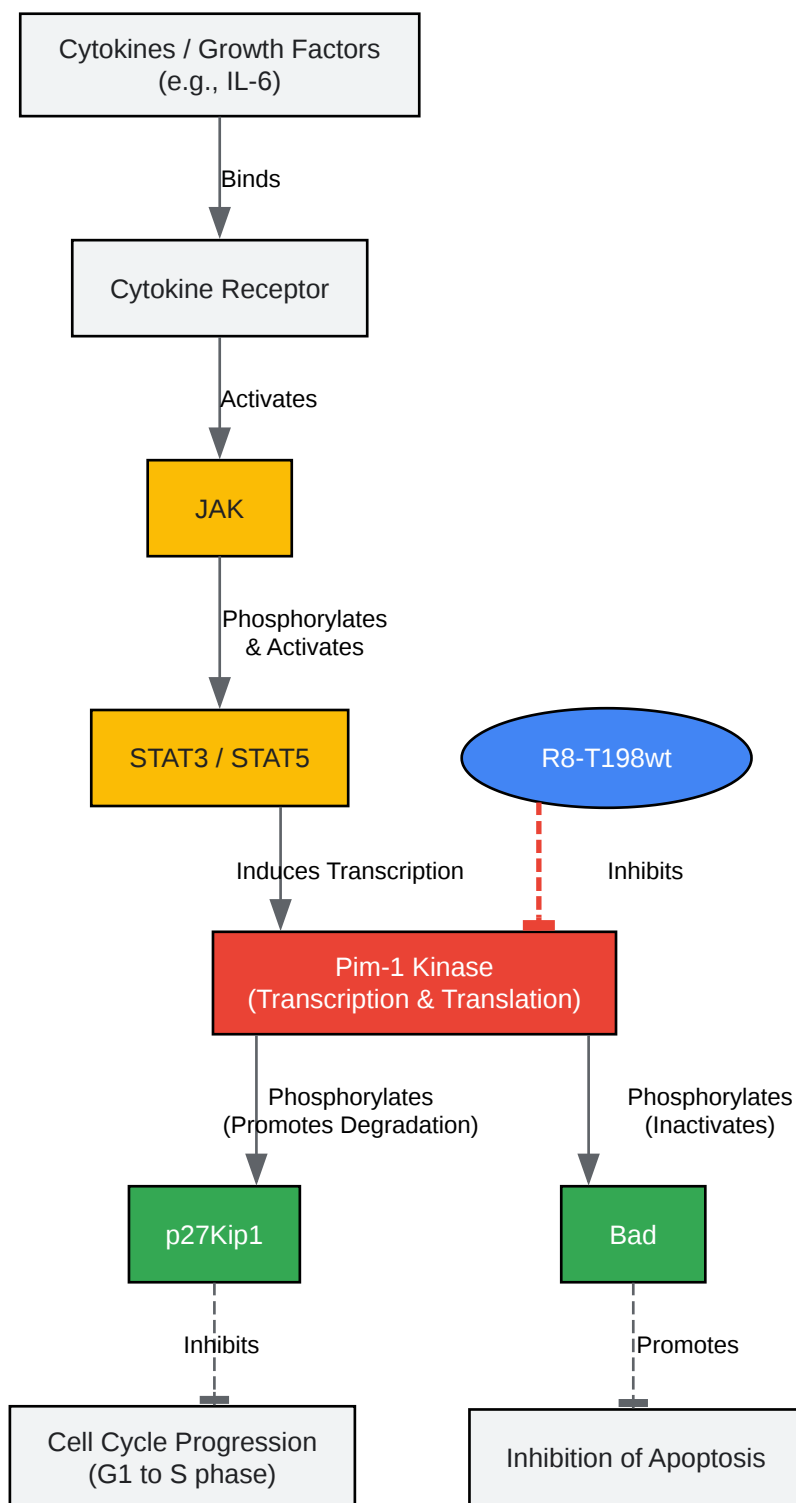 Cytokines / Growth Factors
(e.g., IL-6)
Binds
Cytokine Receptor
Activates
JAK
Phosphorylates
& Activates
STAT3 / STAT5
R8-T198wt
Induces Transcription
Inhibits
Pim-1 Kinase
(Transcription & Translation)
Phosphorylates
(Promotes Degradation)
Phosphorylates
(Inactivates)
p27Kip1
Bad
Inhibits
Promotes
Cell Cycle Progression
(G1 to S phase)
Inhibition of Apoptosis